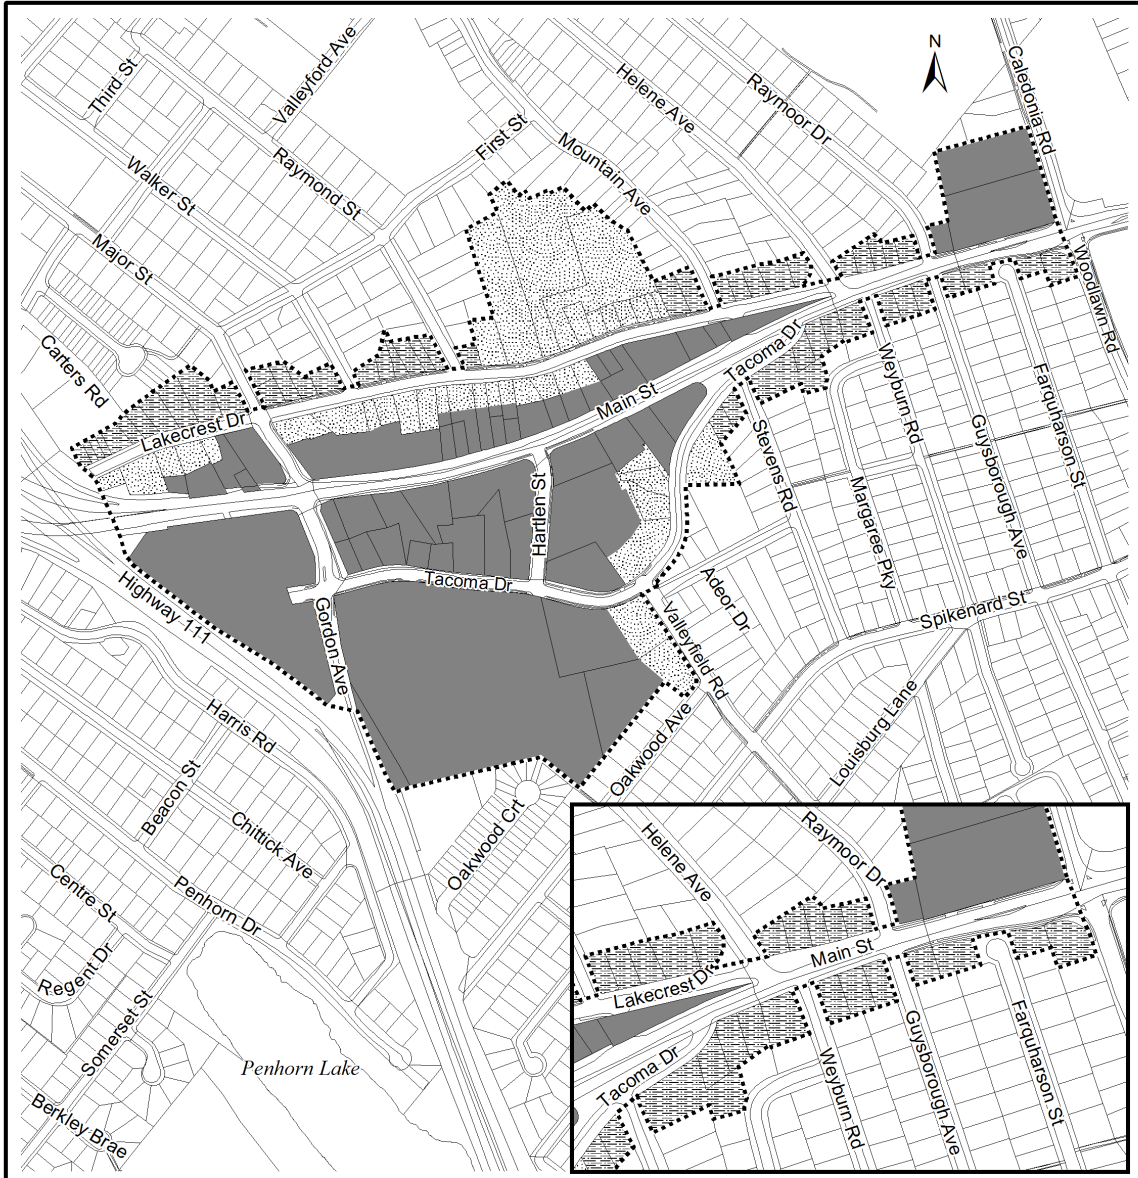 N
Third St
Valleyford Ave
Helene Ave
Raymoor Dr
Caledonia Rd
First St
Walker St
Raymond St
Mountain Ave
Major St
Woodlawn Rd
Carters Rd
Lakecrest Dr
Main St
Tacoma Dr
Weyburn Rd
Farquharson St
Guysborough Ave
Stevens Rd
Margaree Pky
Hartlen St
Tacoma Dr
Adeor Dr
Spikenard St
Highway 111
Gordon Ave
Valleyfield Rd
Louisburg Lane
Oakwood Ave
Harris Rd
Beacon St
Chittick Ave
Oakwood Crt
Centre St
Penhorn Dr
Regent Dr
Somerset St
Penhorn Lake
Berkley Brae
Helene Ave
Raymoor Dr
Main St
Lakecrest Dr
Tacoma Dr
Weyburn Rd
Guysborough Ave
Farquharson St